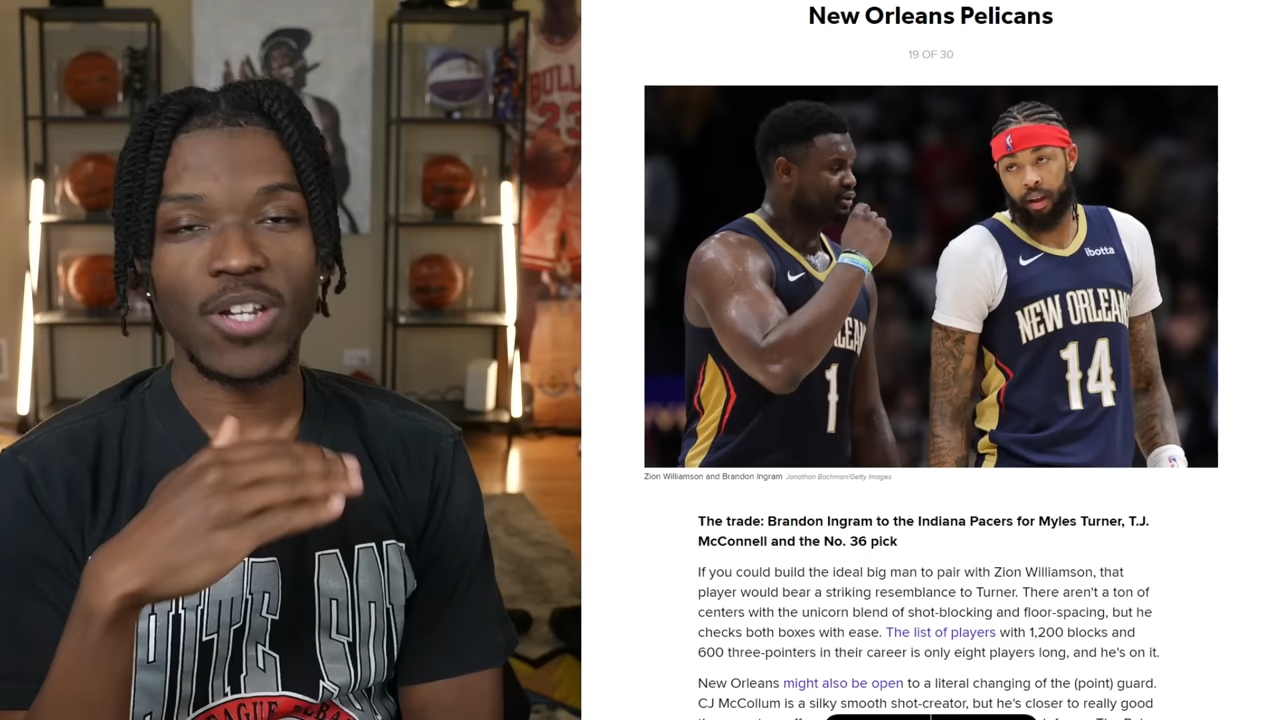 New Orleans Pelicans
19 OF 30
BULLS
23
ibotta
NEW ORLEANS
14
1
Zion Williamson and Brandon Ingram Jonathan Bachman/Getty Images
The trade: Brandon Ingram to the Indiana Pacers for Myles Turner, T.J.
McConnell and the No. 36 pick
If you could build the ideal big man to pair with Zion Williamson, that
player would bear a striking resemblance to Turner. There aren't a ton of
centers with the unicorn blend of shot-blocking and floor-spacing, but he
checks both boxes with ease. The list of players with 1,200 blocks and
600 three-pointers in their career is only eight players long, and he's on it.
New Orleans might also be open to a literal changing of the (point) guard.
CJ McCollum is a silky smooth shot-creator, but he's closer to really good